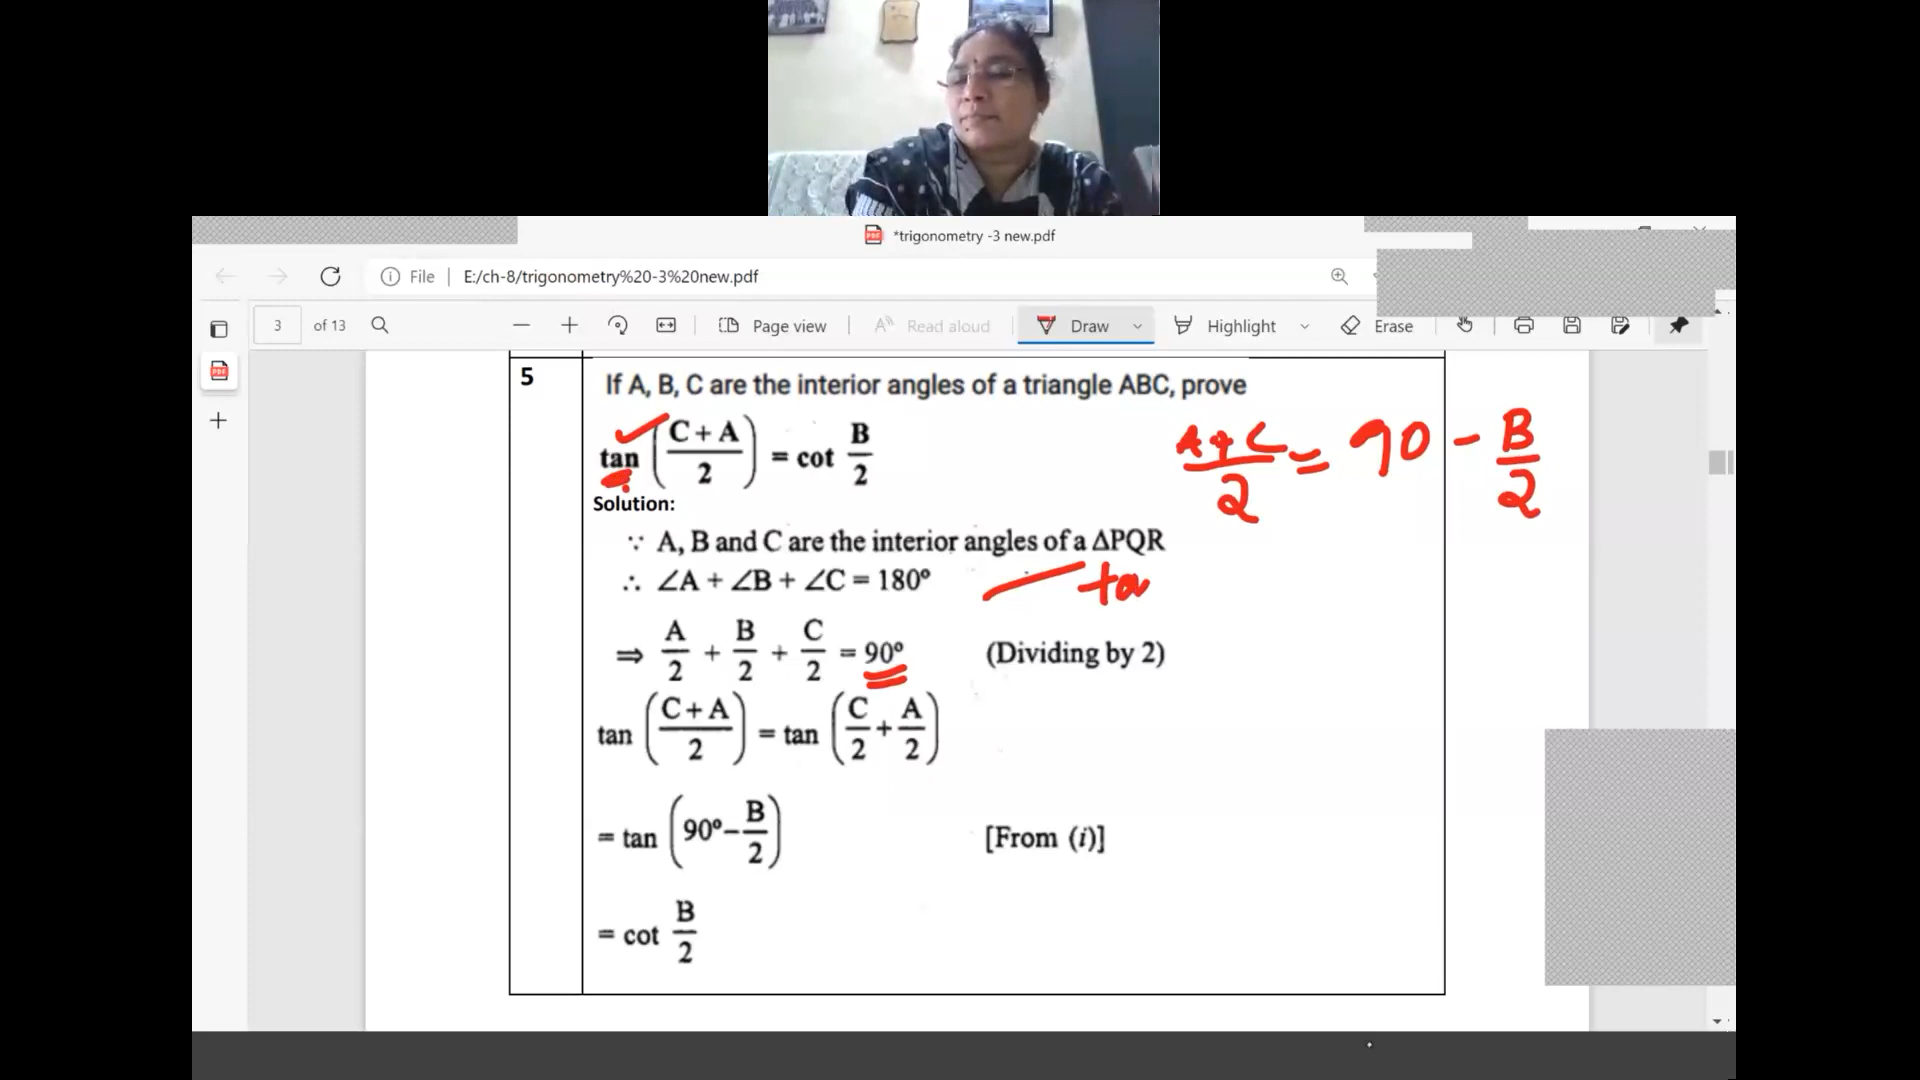 *trigonometry -3 new.pdf
File | E:/ch-8/trigonometry%20-3%20new.pdf
3 of 13 Page view Read aloud Draw Highlight Erase
5 If A, B, C are the interior angles of a triangle ABC, prove
tan ((C + A)/2) = cot B/2
(A + C)/2 = 90 - B/2
Solution:
∵ A, B and C are the interior angles of a ΔPQR
∴ ∠A + ∠B + ∠C = 180°
ta
⇒ A/2 + B/2 + C/2 = 90° (Dividing by 2)
tan ((C + A)/2) = tan (C/2 + A/2)
= tan (90° − B/2) [From (i)]
= cot B/2